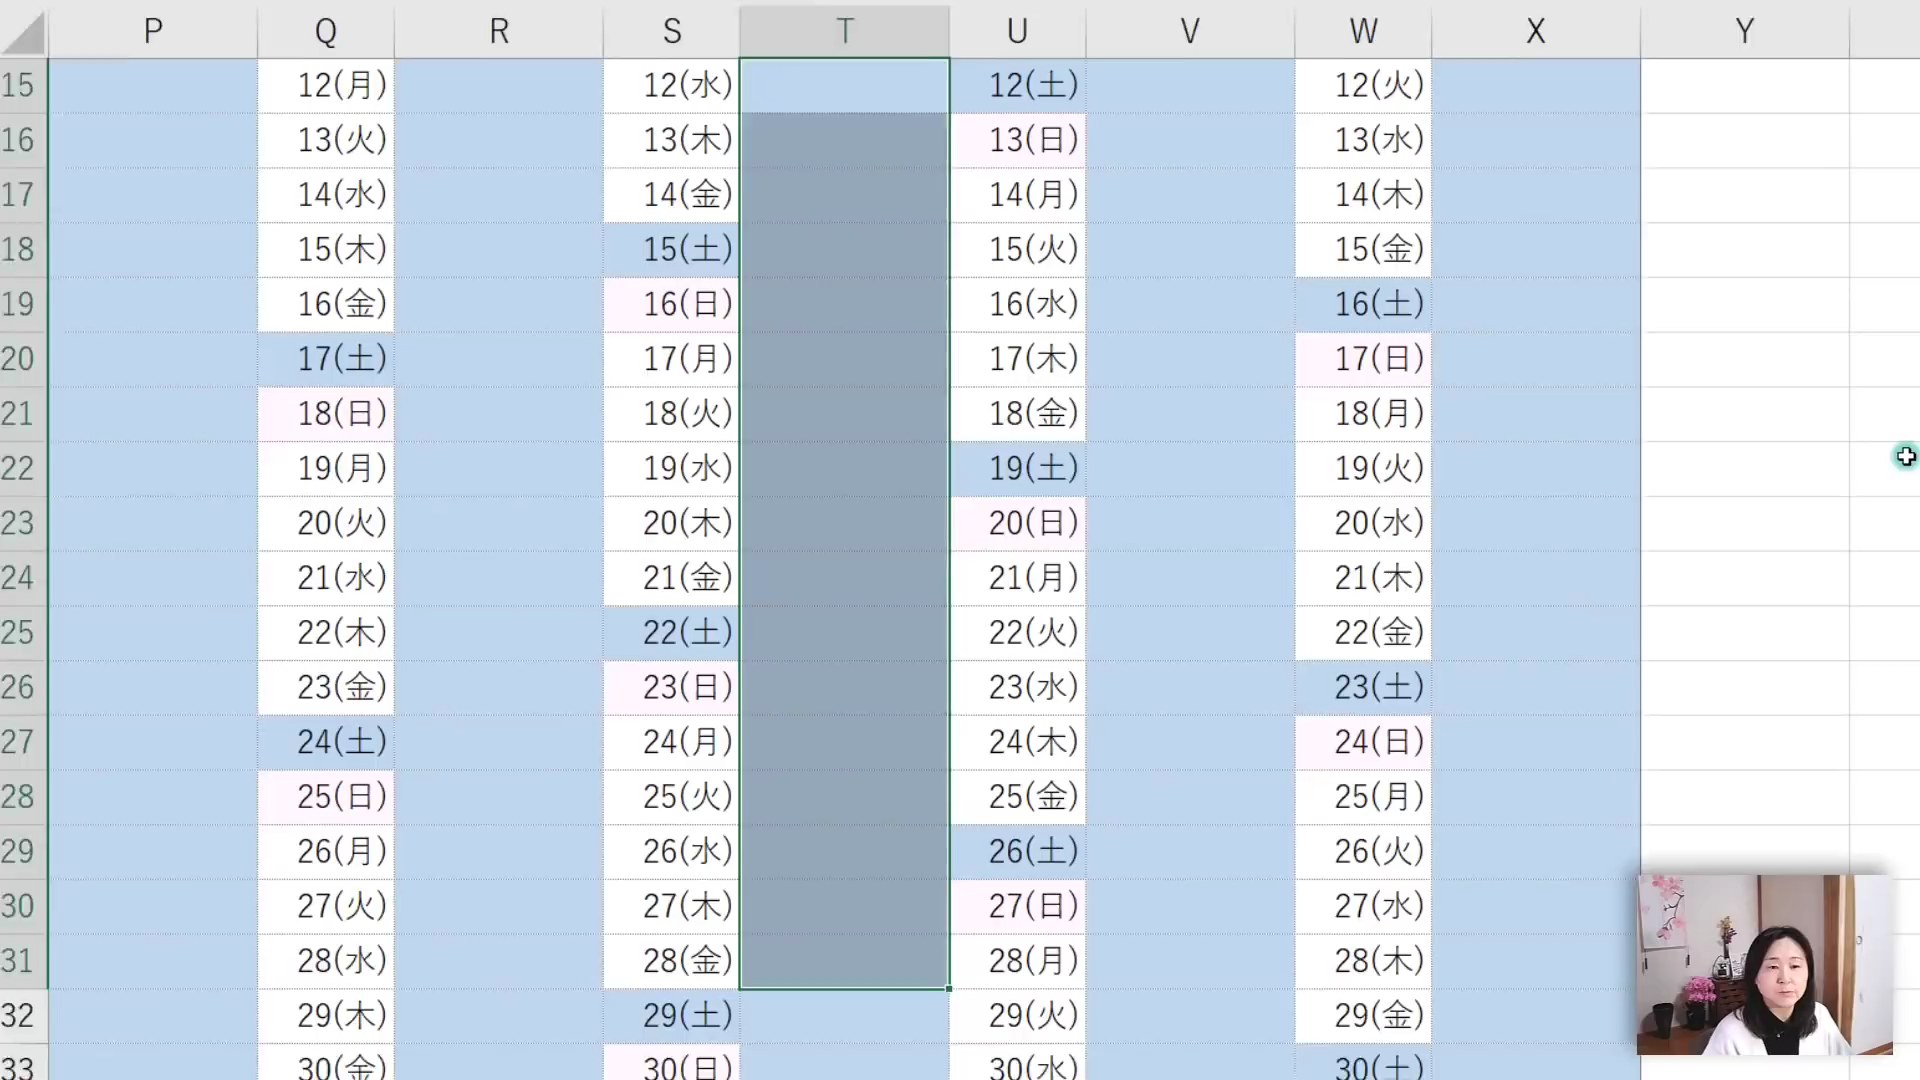 P Q R S T U V W X Y
15 12(月) 12(水) 12(土) 12(火)
16 13(火) 13(木) 13(日) 13(水)
17 14(水) 14(金) 14(月) 14(木)
18 15(木) 15(土) 15(火) 15(金)
19 16(金) 16(日) 16(水) 16(土)
20 17(土) 17(月) 17(木) 17(日)
21 18(日) 18(火) 18(金) 18(月)
22 19(月) 19(水) 19(土) 19(火)
23 20(火) 20(木) 20(日) 20(水)
24 21(水) 21(金) 21(月) 21(木)
25 22(木) 22(土) 22(火) 22(金)
26 23(金) 23(日) 23(水) 23(土)
27 24(土) 24(月) 24(木) 24(日)
28 25(日) 25(火) 25(金) 25(月)
29 26(月) 26(水) 26(土) 26(火)
30 27(火) 27(木) 27(日) 27(水)
31 28(水) 28(金) 28(月) 28(木)
32 29(木) 29(土) 29(火) 29(金)
33 30(金) 30(日) 30(水) 30(土)